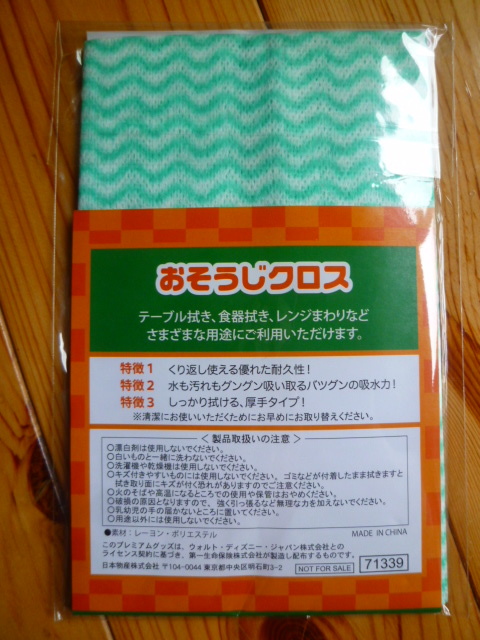 おそうじクロス
テーブル拭き、食器拭き、レンジまわりなど
さまざまな用途にご利用いただけます。
特徴1 くり返し使える優れた耐久性！
特徴2 水も汚れもグングン吸い取るバツグンの吸水力！
特徴3 しっかり拭ける、厚手タイプ！
※清潔にお使いいただくためにお早めにお取り替えください。
＜製品取扱いの注意＞
○漂白剤は使用しないでください。
○白いものと一緒に洗わないでください。
○洗濯機や乾燥機は使用しないでください。
○キズ付きやすいものには使用しないでください。ゴミなどが付着したまま拭きますと
拭き取り面にキズが付く恐れがありますのでご注意ください。
○火のそばや高温になるところでの使用や保管はおやめください。
○破損の原因となりますので、強く引っ張るなど無理な力を加えないでください。
○乳幼児の手の届かないところに置いてください。
○用途以外には使用しないでください。
●素材：レーヨン・ポリエステル MADE IN CHINA
このプレミアムグッズは、ウォルト・ディズニー・ジャパン株式会社との
ライセンス契約に基づき、第一生命保険株式会社が製造し配布するものです。
日本物産株式会社 〒104-0044 東京都中央区明石町3-2 NOT FOR SALE 71339